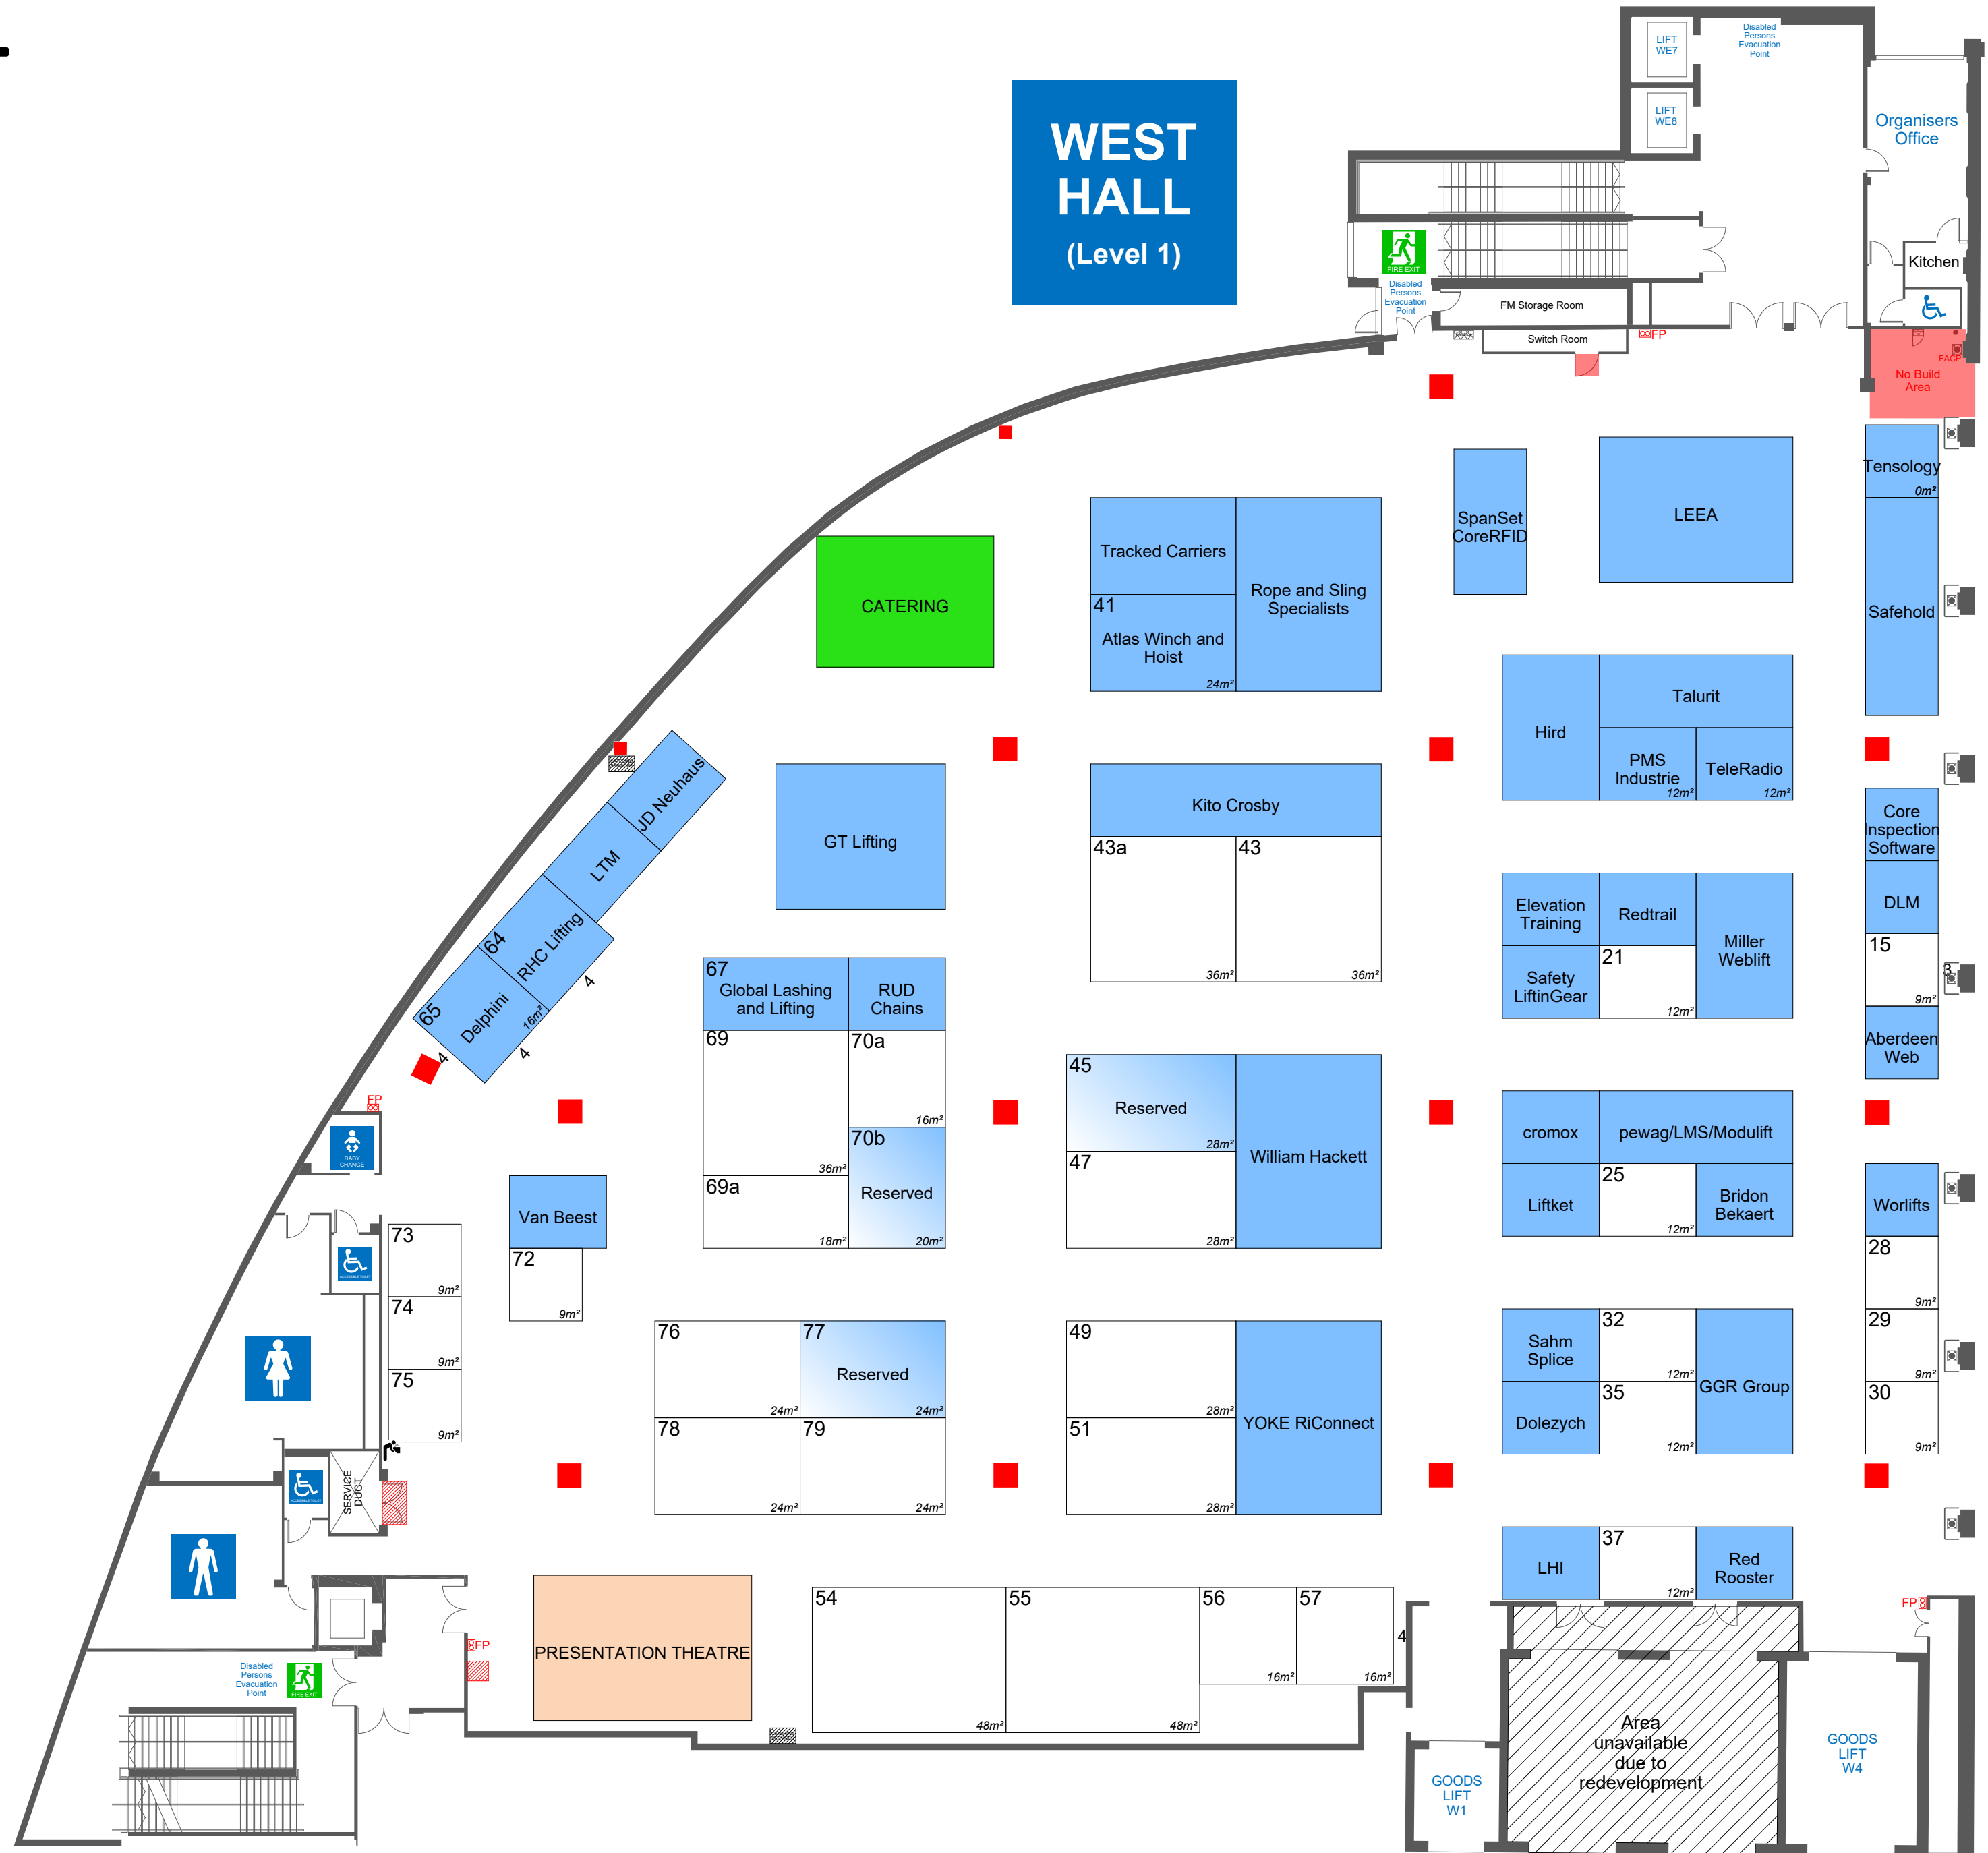 WEST
HALL
(Level 1)
LIFT
WE7
LIFT
WE8
Disabled
Persons
Evacuation
Point
Organisers
Office
Kitchen
FIRE EXIT
Disabled
Persons
Evacuation
Point
FM Storage Room
Switch Room
FP
FACP
No Build
Area
Tensology
0m²
Safehold
SpanSet
CoreRFID
LEEA
Tracked Carriers
41
Atlas Winch and
Hoist
24m²
Rope and Sling
Specialists
CATERING
Hird
Talurit
PMS
Industrie
12m²
TeleRadio
12m²
JD Neuhaus
LTM
64
RHC Lifting
4
65
Delphini
16m²
4
4
GT Lifting
Kito Crosby
43a
36m²
43
36m²
Core
Inspection
Software
DLM
15
9m²
3
Aberdeen
Web
Elevation
Training
Redtrail
Miller
Weblift
Safety
LiftinGear
21
12m²
67
Global Lashing
and Lifting
RUD
Chains
69
36m²
70a
16m²
70b
Reserved
20m²
69a
18m²
45
Reserved
28m²
47
28m²
William Hackett
cromox
pewag/LMS/Modulift
Liftket
25
12m²
Bridon
Bekaert
Worlifts
28
9m²
29
9m²
30
9m²
FP
BABY
CHANGE
ACCESSIBLE TOILET
Van Beest
72
9m²
73
9m²
74
9m²
75
9m²
76
24m²
77
Reserved
24m²
78
24m²
79
24m²
49
28m²
51
28m²
YOKE RiConnect
Sahm
Splice
32
12m²
GGR Group
Dolezych
35
12m²
ACCESSIBLE TOILET
SERVICE
DUCT
LHI
37
12m²
Red
Rooster
FP
PRESENTATION THEATRE
54
48m²
55
48m²
56
16m²
57
16m²
4
FP
Disabled
Persons
Evacuation
Point
FIRE EXIT
GOODS
LIFT
W1
Area
unavailable
due to
redevelopment
GOODS
LIFT
W4